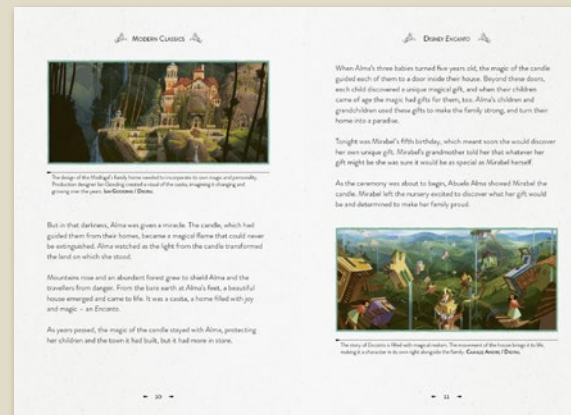 MODERN CLASSICS
The design of the Madrigal's family home needed to incorporate its own magic and personality.
Production designer Ian Gooding created a visual of the casita, imagining it changing and
growing over the years. IAN GOODING / DIGITAL
But in that darkness, Alma was given a miracle. The candle, which had
guided them from their homes, became a magical flame that could never
be extinguished. Alma watched as the light from the candle transformed
the land on which she stood.
Mountains rose and an abundant forest grew to shield Alma and the
travellers from danger. From the bare earth at Alma's feet, a beautiful
house emerged and came to life. It was a casita, a home filled with joy
and magic – an Encanto.
As years passed, the magic of the candle stayed with Alma, protecting
her children and the town it had built, but it had more in store.
10
DISNEY ENCANTO
When Alma's three babies turned five years old, the magic of the candle
guided each of them to a door inside their house. Beyond these doors,
each child discovered a unique magical gift, and when their children
came of age the magic had gifts for them, too. Alma's children and
grandchildren used these gifts to make the family strong, and turn their
home into a paradise.
Tonight was Mirabel's fifth birthday, which meant soon she would discover
her own unique gift. Mirabel's grandmother told her that whatever her
gift might be she was sure it would be as special as Mirabel herself.
As the ceremony was about to begin, Abuela Alma showed Mirabel the
candle. Mirabel left the nursery excited to discover what her gift would
be and determined to make her family proud.
The story of Encanto is filled with magical realism. The movement of the house brings it to life,
making it a character in its own right alongside the family. CAMILLE ANDRE / DIGITAL
11